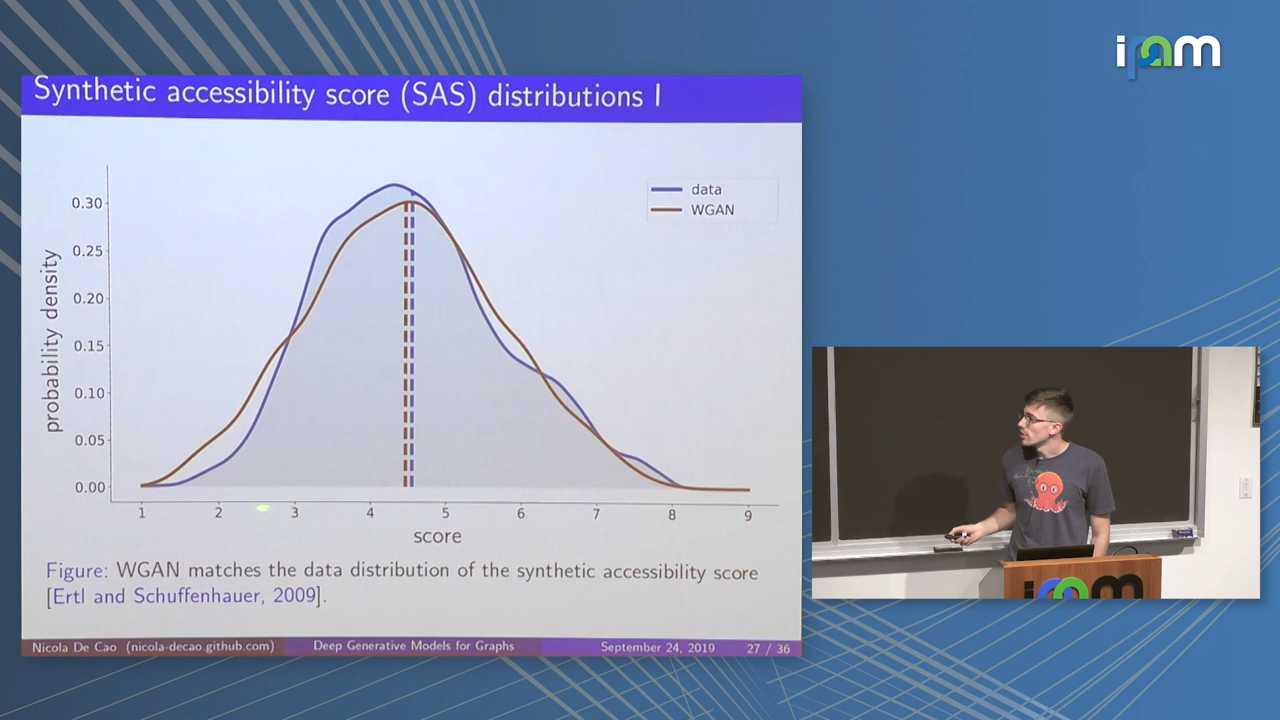 ipam
Synthetic accessibility score (SAS) distributions I
data
WGAN
0.30
0.25
0.20
0.15
0.10
0.05
0.00
probability density
1 2 3 4 5 6 7 8 9
score
Figure: WGAN matches the data distribution of the synthetic accessibility score
[Ertl and Schuffenhauer, 2009].
Nicola De Cao (nicola-decao.github.com) Deep Generative Models for Graphs September 24, 2019 27 / 36
ipam